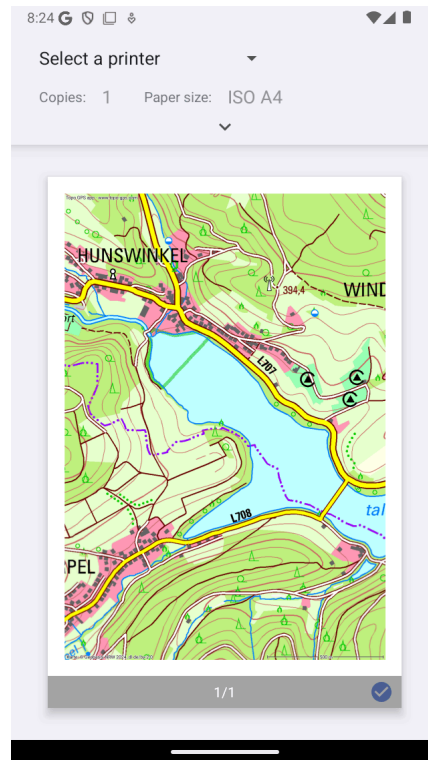 8:24
Select a printer
Copies: 1 Paper size: ISO A4
HUNSWINKEL
394,4
WIND
L707
L708
tal
PEL
1/1